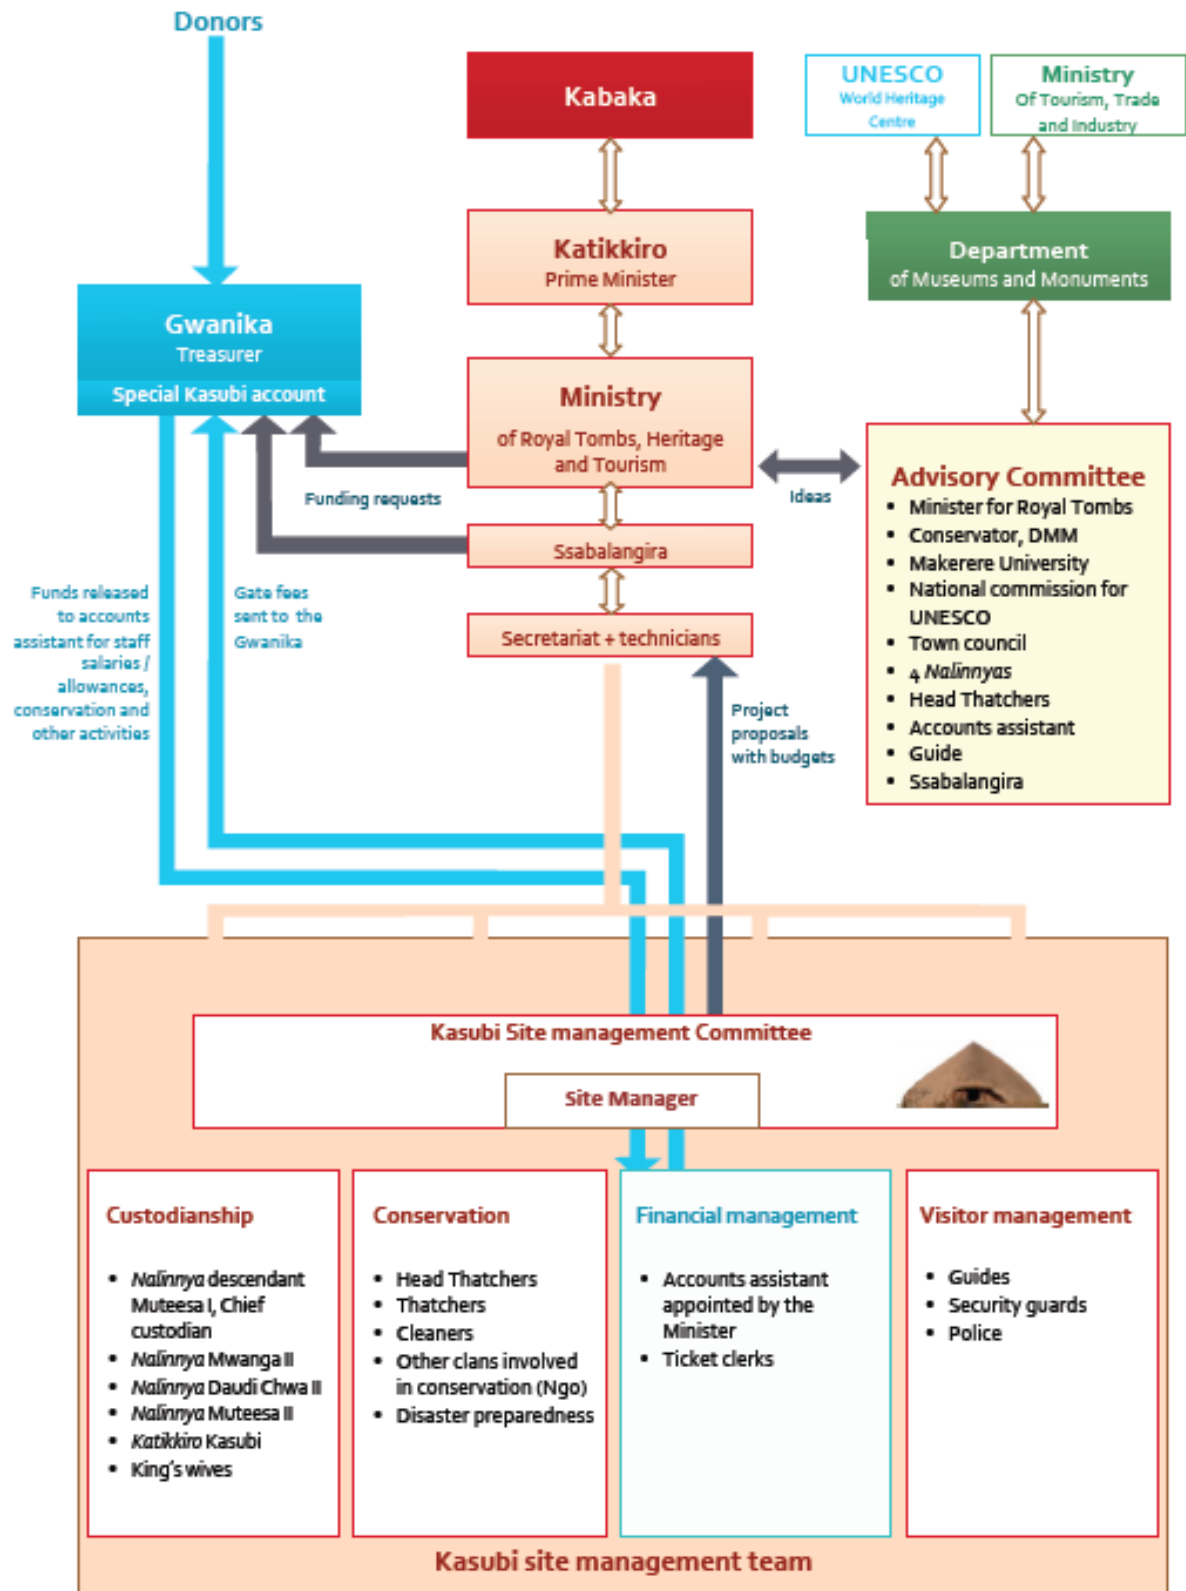 Donors
Kabaka
UNESCO
World Heritage
Centre
Ministry
Of Tourism, Trade
and Industry
Katikkiro
Prime Minister
Department
of Museums and Monuments
Gwanika
Treasurer
Special Kasubi account
Ministry
of Royal Tombs, Heritage
and Tourism
Funding requests
Ideas
Ssabalangira
Secretariat + technicians
Advisory Committee
• Minister for Royal Tombs
• Conservator, DMM
• Makerere University
• National commission for
UNESCO
• Town council
• 4 Nalinnyas
• Head Thatchers
• Accounts assistant
• Guide
• Ssabalangira
Funds released
to accounts
assistant for staff
salaries /
allowances,
conservation and
other activities
Gate fees
sent to the
Gwanika
Project
proposals
with budgets
Kasubi Site management Committee
Site Manager
Custodianship
• Nalinnya descendant
Muteesa I, Chief
custodian
• Nalinnya Mwanga II
• Nalinnya Daudi Chwa II
• Nalinnya Muteesa II
• Katikkiro Kasubi
• King's wives
Conservation
• Head Thatchers
• Thatchers
• Cleaners
• Other clans involved
in conservation (Ngo)
• Disaster preparedness
Financial management
• Accounts assistant
appointed by the
Minister
• Ticket clerks
Visitor management
• Guides
• Security guards
• Police
Kasubi site management team